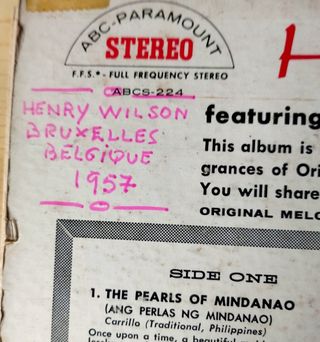 ABC-PARAMOUNT
STEREO
F.F.S.* - FULL FREQUENCY STEREO
ABCS-224
HENRY WILSON
BRUXELLES
BELGIQUE
1957
H
featuring
This album is
grances of Ori
You will share
ORIGINAL MELO
SIDE ONE
1. THE PEARLS OF MINDANAO
(ANG PERLAS NG MINDANAO)
Carrillo (Traditional, Philippines)
Once upon a time, a beautiful